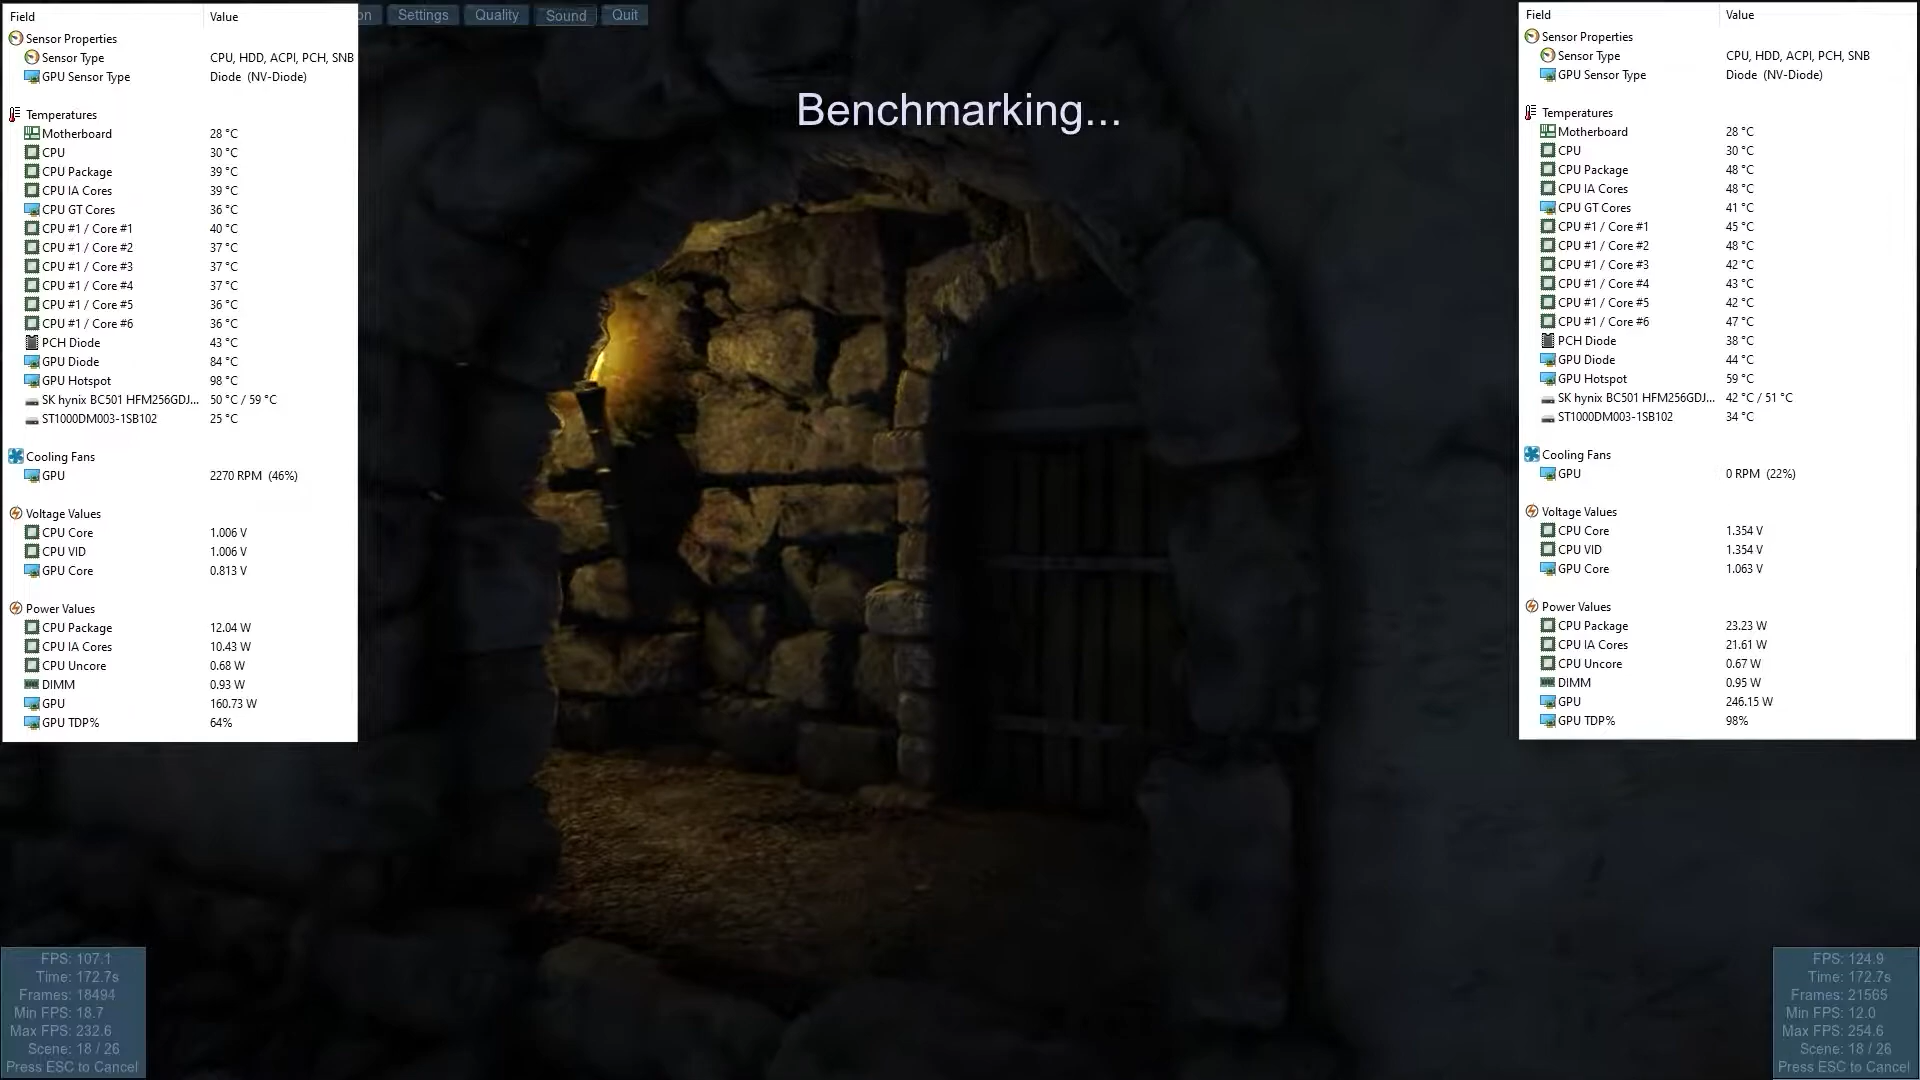 Field Value
Sensor Properties
Sensor Type CPU, HDD, ACPI, PCH, SNB
GPU Sensor Type Diode (NV-Diode)
Temperatures
Motherboard 28 °C
CPU 30 °C
CPU Package 39 °C
CPU IA Cores 39 °C
CPU GT Cores 36 °C
CPU #1 / Core #1 40 °C
CPU #1 / Core #2 37 °C
CPU #1 / Core #3 37 °C
CPU #1 / Core #4 37 °C
CPU #1 / Core #5 36 °C
CPU #1 / Core #6 36 °C
PCH Diode 43 °C
GPU Diode 84 °C
GPU Hotspot 98 °C
SK hynix BC501 HFM256GDJ... 50 °C / 59 °C
ST1000DM003-1SB102 25 °C
Cooling Fans
GPU 2270 RPM (46%)
Voltage Values
CPU Core 1.006 V
CPU VID 1.006 V
GPU Core 0.813 V
Power Values
CPU Package 12.04 W
CPU IA Cores 10.43 W
CPU Uncore 0.68 W
DIMM 0.93 W
GPU 160.73 W
GPU TDP% 64%
on Settings Quality Sound Quit
Benchmarking...
Field Value
Sensor Properties
Sensor Type CPU, HDD, ACPI, PCH, SNB
GPU Sensor Type Diode (NV-Diode)
Temperatures
Motherboard 28 °C
CPU 30 °C
CPU Package 48 °C
CPU IA Cores 48 °C
CPU GT Cores 41 °C
CPU #1 / Core #1 45 °C
CPU #1 / Core #2 48 °C
CPU #1 / Core #3 42 °C
CPU #1 / Core #4 43 °C
CPU #1 / Core #5 42 °C
CPU #1 / Core #6 47 °C
PCH Diode 38 °C
GPU Diode 44 °C
GPU Hotspot 59 °C
SK hynix BC501 HFM256GDJ... 42 °C / 51 °C
ST1000DM003-1SB102 34 °C
Cooling Fans
GPU 0 RPM (22%)
Voltage Values
CPU Core 1.354 V
CPU VID 1.354 V
GPU Core 1.063 V
Power Values
CPU Package 23.23 W
CPU IA Cores 21.61 W
CPU Uncore 0.67 W
DIMM 0.95 W
GPU 246.15 W
GPU TDP% 98%
FPS: 107.1
Time: 172.7s
Frames: 18494
Min FPS: 18.7
Max FPS: 232.6
Scene: 18 / 26
Press ESC to Cancel
FPS: 124.9
Time: 172.7s
Frames: 21565
Min FPS: 12.0
Max FPS: 254.6
Scene: 18 / 26
Press ESC to Cancel